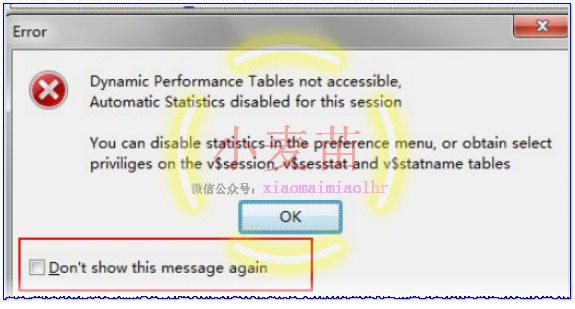 Error
Dynamic Performance Tables not accessible,
Automatic Statistics disabled for this session
You can disable statistics in the preference menu, or obtain select
priviliges on the v$session, v$sesstat and v$statname tables
小麦苗
微信公众号：xiaomaimiaolhr
OK
Don't show this message again